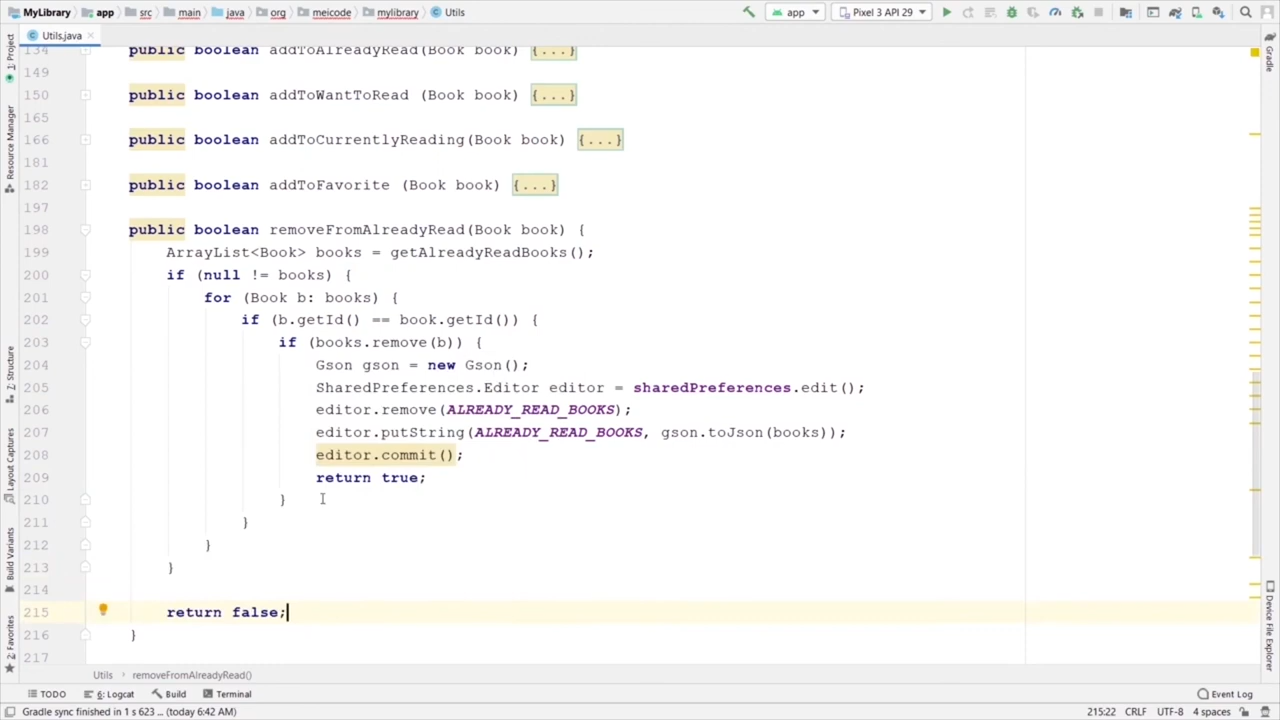 MyLibrary app src main java org meicode mylibrary Utils app Pixel 3 API 29
Utils.java
1: Project
Resource Manager
Z: Structure
Layout Captures
Build Variants
2: Favorites
Gradle
Device File Explorer
134 public boolean addToAlreadyRead(Book book) {...}
149
150 public boolean addToWantToRead (Book book) {...}
165
166 public boolean addToCurrentlyReading(Book book) {...}
181
182 public boolean addToFavorite (Book book) {...}
197
198 public boolean removeFromAlreadyRead(Book book) {
199 ArrayList<Book> books = getAlreadyReadBooks();
200 if (null != books) {
201 for (Book b: books) {
202 if (b.getId() == book.getId()) {
203 if (books.remove(b)) {
204 Gson gson = new Gson();
205 SharedPreferences.Editor editor = sharedPreferences.edit();
206 editor.remove(ALREADY_READ_BOOKS);
207 editor.putString(ALREADY_READ_BOOKS, gson.toJson(books));
208 editor.commit();
209 return true;
210 }
211 }
212 }
213 }
214
215 return false;
216 }
217
Utils removeFromAlreadyRead()
TODO 6: Logcat Build Terminal Event Log
Gradle sync finished in 1 s 623 ... (today 6:42 AM) 215:22 CRLF UTF-8 4 spaces